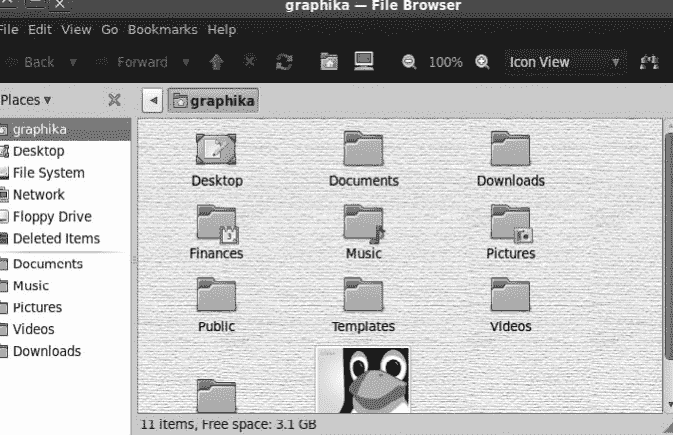 graphika — File Browser
File Edit View Go Bookmarks Help
Back Forward 100% Icon View
Places graphika
graphika
Desktop
File System
Network
Floppy Drive
Deleted Items
Documents
Music
Pictures
Videos
Downloads
Desktop Documents Downloads
3
Finances Music Pictures
Public Templates Videos
11 items, Free space: 3.1 GB